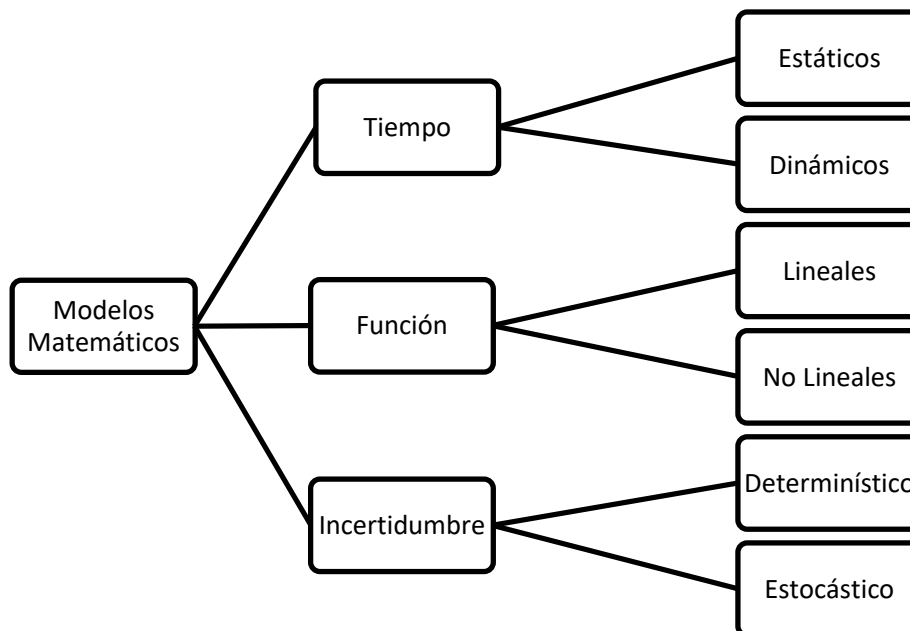 Estáticos
Tiempo
Dinámicos
Lineales
Modelos
Matemáticos
Función
No Lineales
Determinístico
Incertidumbre
Estocástico